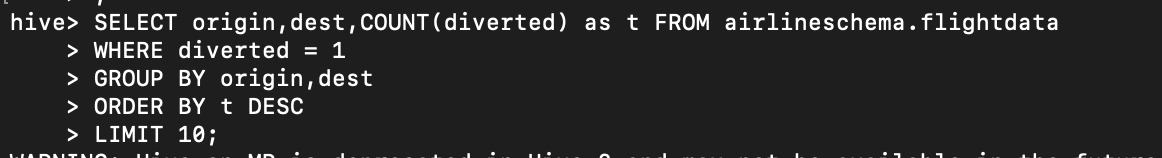 hive> SELECT origin,dest,COUNT(diverted) as t FROM airlineschema.flightdata
> WHERE diverted = 1
> GROUP BY origin,dest
> ORDER BY t DESC
> LIMIT 10;